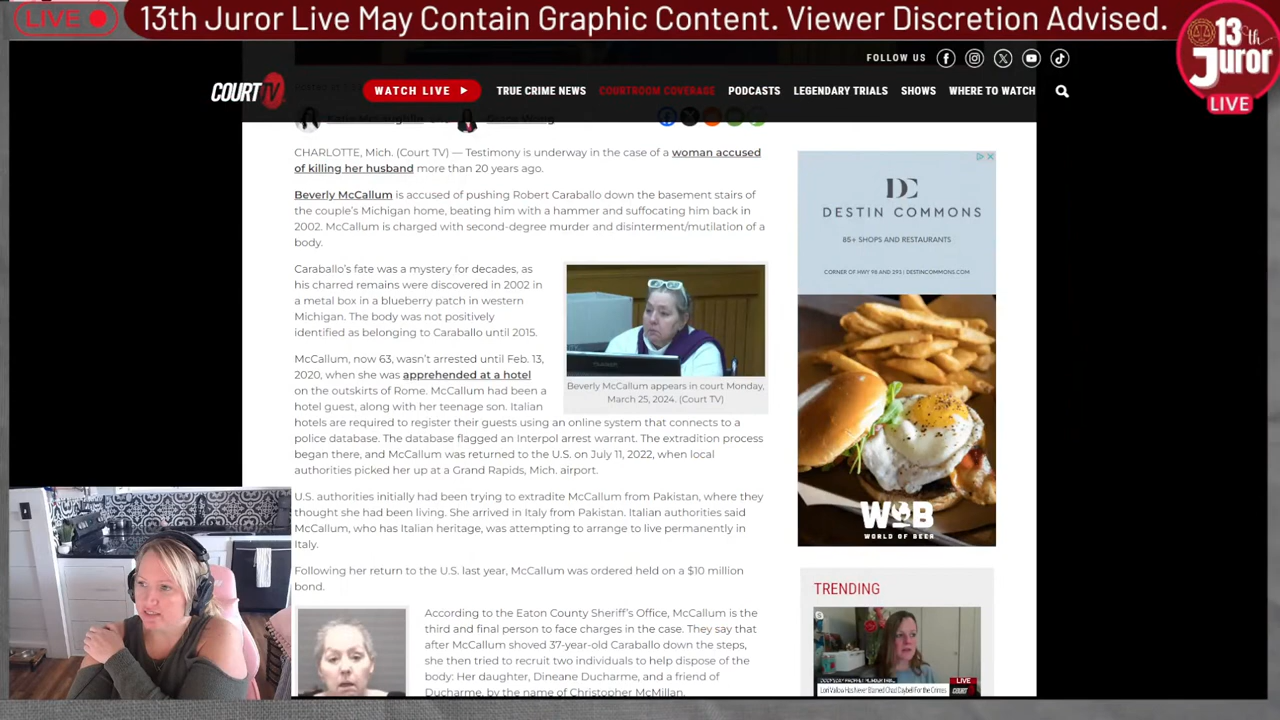 LIVE
13th Juror Live May Contain Graphic Content. Viewer Discretion Advised.
13th
Juror
LIVE
FOLLOW US
COURT TV
WATCH LIVE
TRUE CRIME NEWS
COURTROOM COVERAGE
PODCASTS
LEGENDARY TRIALS
SHOWS
WHERE TO WATCH
CHARLOTTE, Mich. (Court TV) — Testimony is underway in the case of a woman accused
of killing her husband more than 20 years ago.
Beverly McCallum is accused of pushing Robert Caraballo down the basement stairs of
the couple's Michigan home, beating him with a hammer and suffocating him back in
2002. McCallum is charged with second-degree murder and disinterment/mutilation of a
body.
Caraballo's fate was a mystery for decades, as
his charred remains were discovered in 2002 in
a metal box in a blueberry patch in western
Michigan. The body was not positively
identified as belonging to Caraballo until 2015.
Beverly McCallum appears in court Monday,
March 25, 2024. (Court TV)
McCallum, now 63, wasn't arrested until Feb. 13,
2020, when she was apprehended at a hotel
on the outskirts of Rome. McCallum had been a
hotel guest, along with her teenage son. Italian
hotels are required to register their guests using an online system that connects to a
police database. The database flagged an Interpol arrest warrant. The extradition process
began there, and McCallum was returned to the U.S. on July 11, 2022, when local
authorities picked her up at a Grand Rapids, Mich. airport.
U.S. authorities initially had been trying to extradite McCallum from Pakistan, where they
thought she had been living. She arrived in Italy from Pakistan. Italian authorities said
McCallum, who has Italian heritage, was attempting to arrange to live permanently in
Italy.
Following her return to the U.S. last year, McCallum was ordered held on a $10 million
bond.
According to the Eaton County Sheriff's Office, McCallum is the
third and final person to face charges in the case. They say that
after McCallum shoved 37-year-old Caraballo down the steps,
she then tried to recruit two individuals to help dispose of the
body: Her daughter, Dineane Ducharme, and a friend of
Ducharme, by the name of Christopher McMillan.
DC
DESTIN COMMONS
85+ SHOPS AND RESTAURANTS
CORNER OF HWY 98 AND 293 | DESTINCOMMONS.COM
WOB
WORLD OF BEER
TRENDING
LIVE
Lori Vallow Has Never Blamed Chad Daybell For the Crimes
COURT